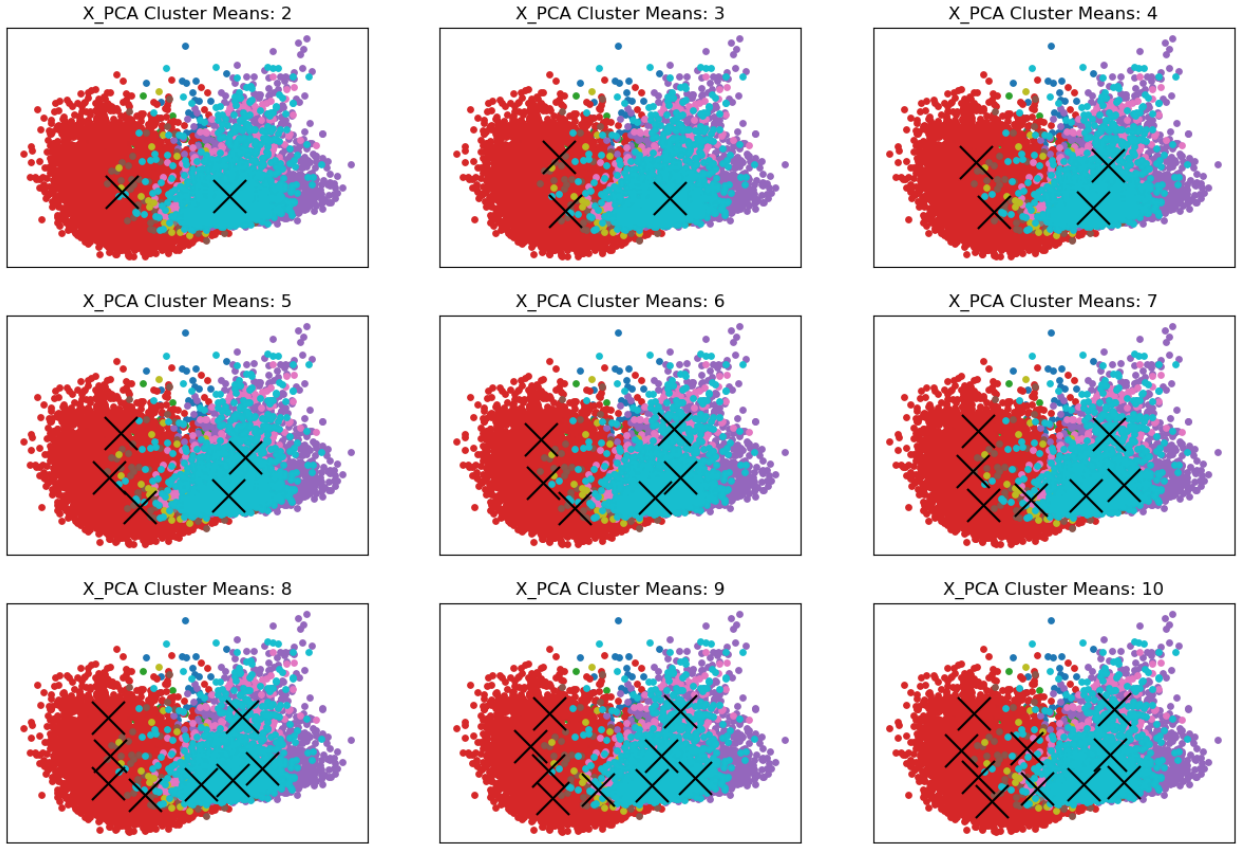 X_PCA Cluster Means: 2
X_PCA Cluster Means: 3
X_PCA Cluster Means: 4
X_PCA Cluster Means: 5
X_PCA Cluster Means: 6
X_PCA Cluster Means: 7
X_PCA Cluster Means: 8
X_PCA Cluster Means: 9
X_PCA Cluster Means: 10